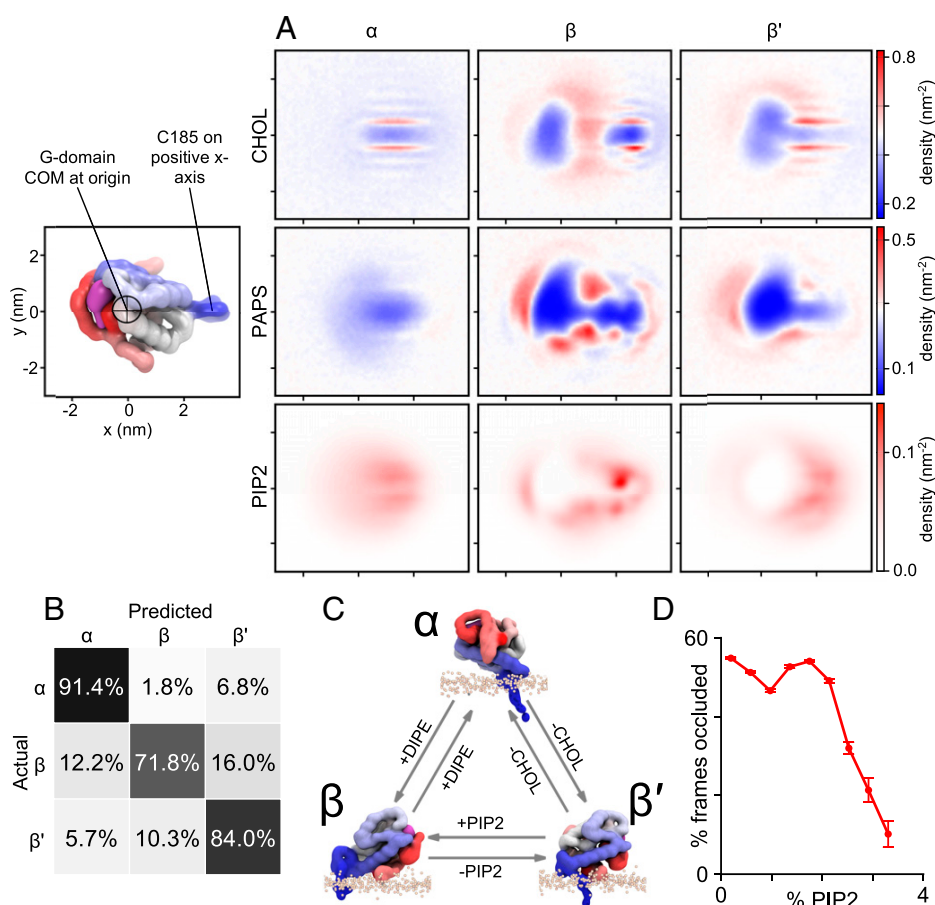 A
α
β
β'
CHOL
0.8
0.2
density (nm-2)
G-domain
COM at origin
C185 on
positive x-
axis
PAPS
0.5
0.1
density (nm-2)
y (nm)
2
0
-2
-2
0
2
x (nm)
PIP2
0.1
0.0
density (nm-2)
B
Predicted
α
β
β'
Actual
α
91.4%
1.8%
6.8%
β
12.2%
71.8%
16.0%
β'
5.7%
10.3%
84.0%
C
α
+DIPE
+DIPE
-CHOL
-CHOL
β
β'
+PIP2
-PIP2
D
60
% frames occluded
0
0
4
% PIP2